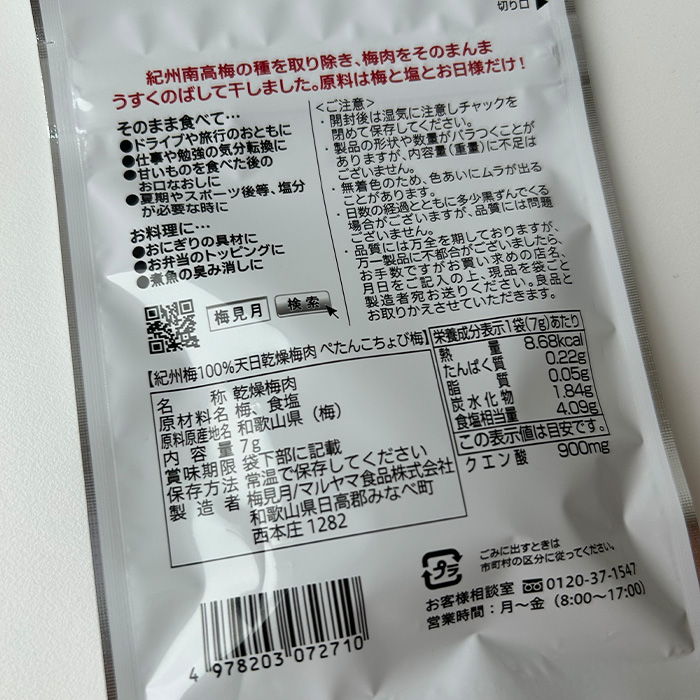 切り口
紀州南高梅の種を取り除き、梅肉をそのまんま
うすくのばして干しました。原料は梅と塩とお日様だけ！
そのまま食べて…
●ドライブや旅行のおともに
●仕事や勉強の気分転換に
●甘いものを食べた後の
お口なおしに
●夏期やスポーツ後等、塩分
が必要な時に
お料理に…
●おにぎりの具材に
●お弁当のトッピングに
●煮魚の臭み消しに
梅見月 検索
＜ご注意＞
・開封後は湿気に注意しチャックを
閉めて保存してください。
・製品の形状や数量がバラつくことが
ありますが、内容量(重量)に不足は
ございません。
・無着色のため、色あいにムラが出る
ことがあります。
・日数の経過とともに多少黒ずんでくる
場合がございますが、品質には問題
ございません。
・品質には万全を期しておりますが、
万一製品に不都合がございましたら、
お手数ですがお買い求めの店名、
月日をご記入の上、現品を袋ごと
製造者宛お送りください。良品と
お取りかえさせていただきます。
【紀州梅100%天日乾燥梅肉 ぺたんこちょび梅】
名称 乾燥梅肉
原材料名 梅、食塩
原料原産地名 和歌山県（梅）
内容量 7g
賞味期限 袋下部に記載
保存方法 常温で保存してください
製造者 梅見月/マルヤマ食品株式会社
和歌山県日高郡みなべ町
西本庄 1282
栄養成分表示1袋(7g)あたり
熱量 8.68kcal
たんぱく質 0.22g
脂質 0.05g
炭水化物 1.84g
食塩相当量 4.09g
この表示値は目安です。
クエン酸 900mg
プラ
ごみに出すときは
市町村の区分に従ってください。
お客様相談室 0120-37-1547
営業時間：月〜金（8:00〜17:00）
4 978203 072710